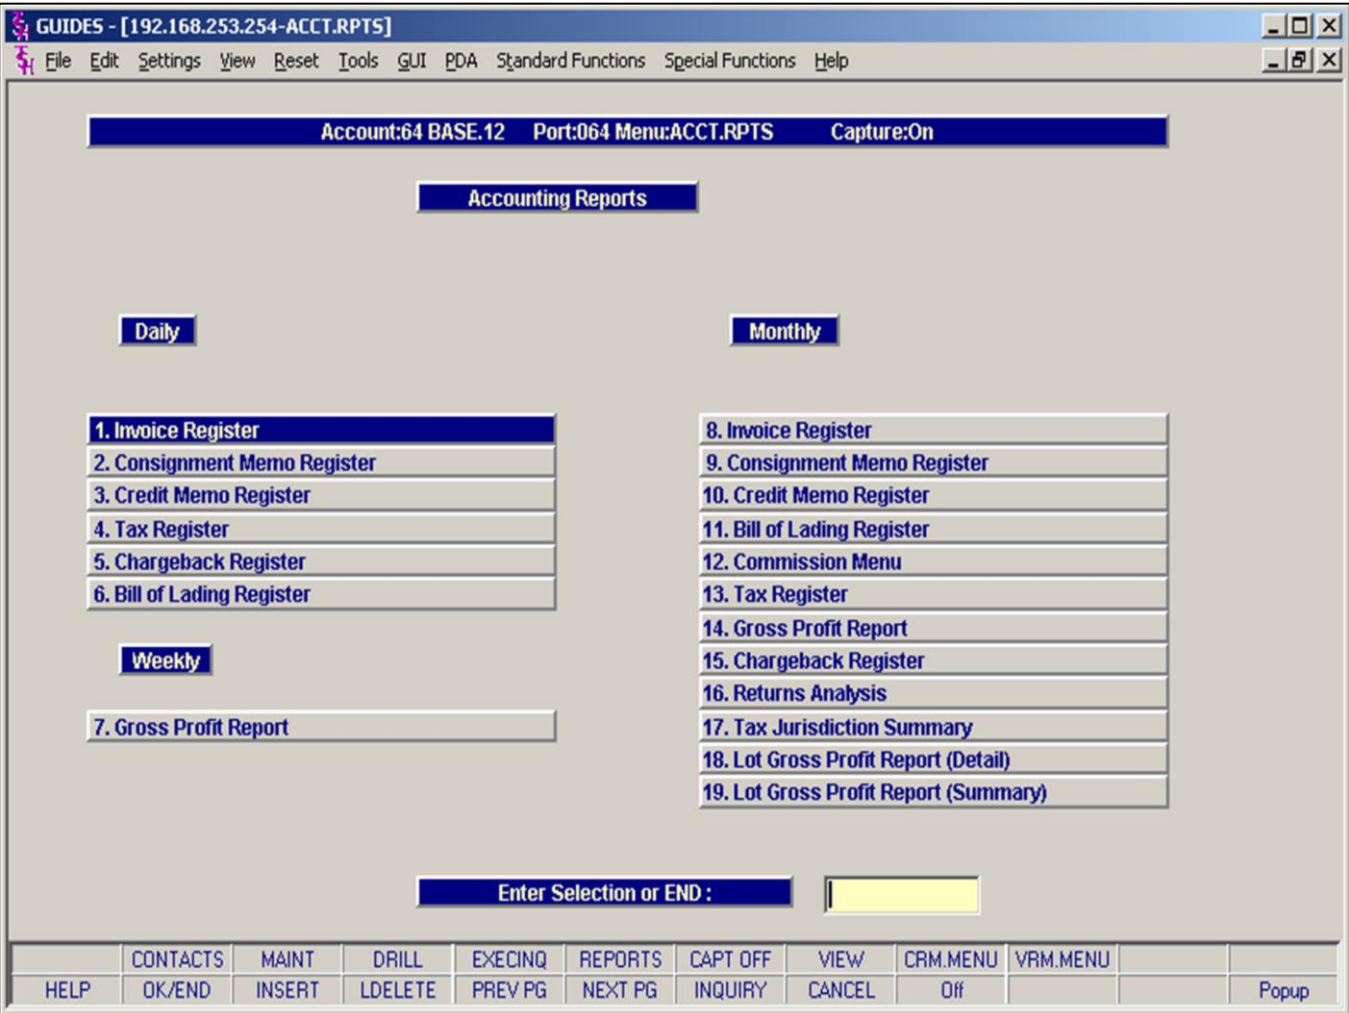 GUIDES - [192.168.253.254-ACCT.RPTS]
File Edit Settings View Reset Tools GUI PDA Standard Functions Special Functions Help
Account:64 BASE.12 Port:064 Menu:ACCT.RPTS Capture:On
Accounting Reports
Daily
1. Invoice Register
2. Consignment Memo Register
3. Credit Memo Register
4. Tax Register
5. Chargeback Register
6. Bill of Lading Register
Weekly
7. Gross Profit Report
Monthly
8. Invoice Register
9. Consignment Memo Register
10. Credit Memo Register
11. Bill of Lading Register
12. Commission Menu
13. Tax Register
14. Gross Profit Report
15. Chargeback Register
16. Returns Analysis
17. Tax Jurisdiction Summary
18. Lot Gross Profit Report (Detail)
19. Lot Gross Profit Report (Summary)
Enter Selection or END :
CONTACTS MAINT DRILL EXECINQ REPORTS CAPT OFF VIEW CRM.MENU VRM.MENU
HELP OK/END INSERT LDELETE PREV PG NEXT PG INQUIRY CANCEL Off Popup